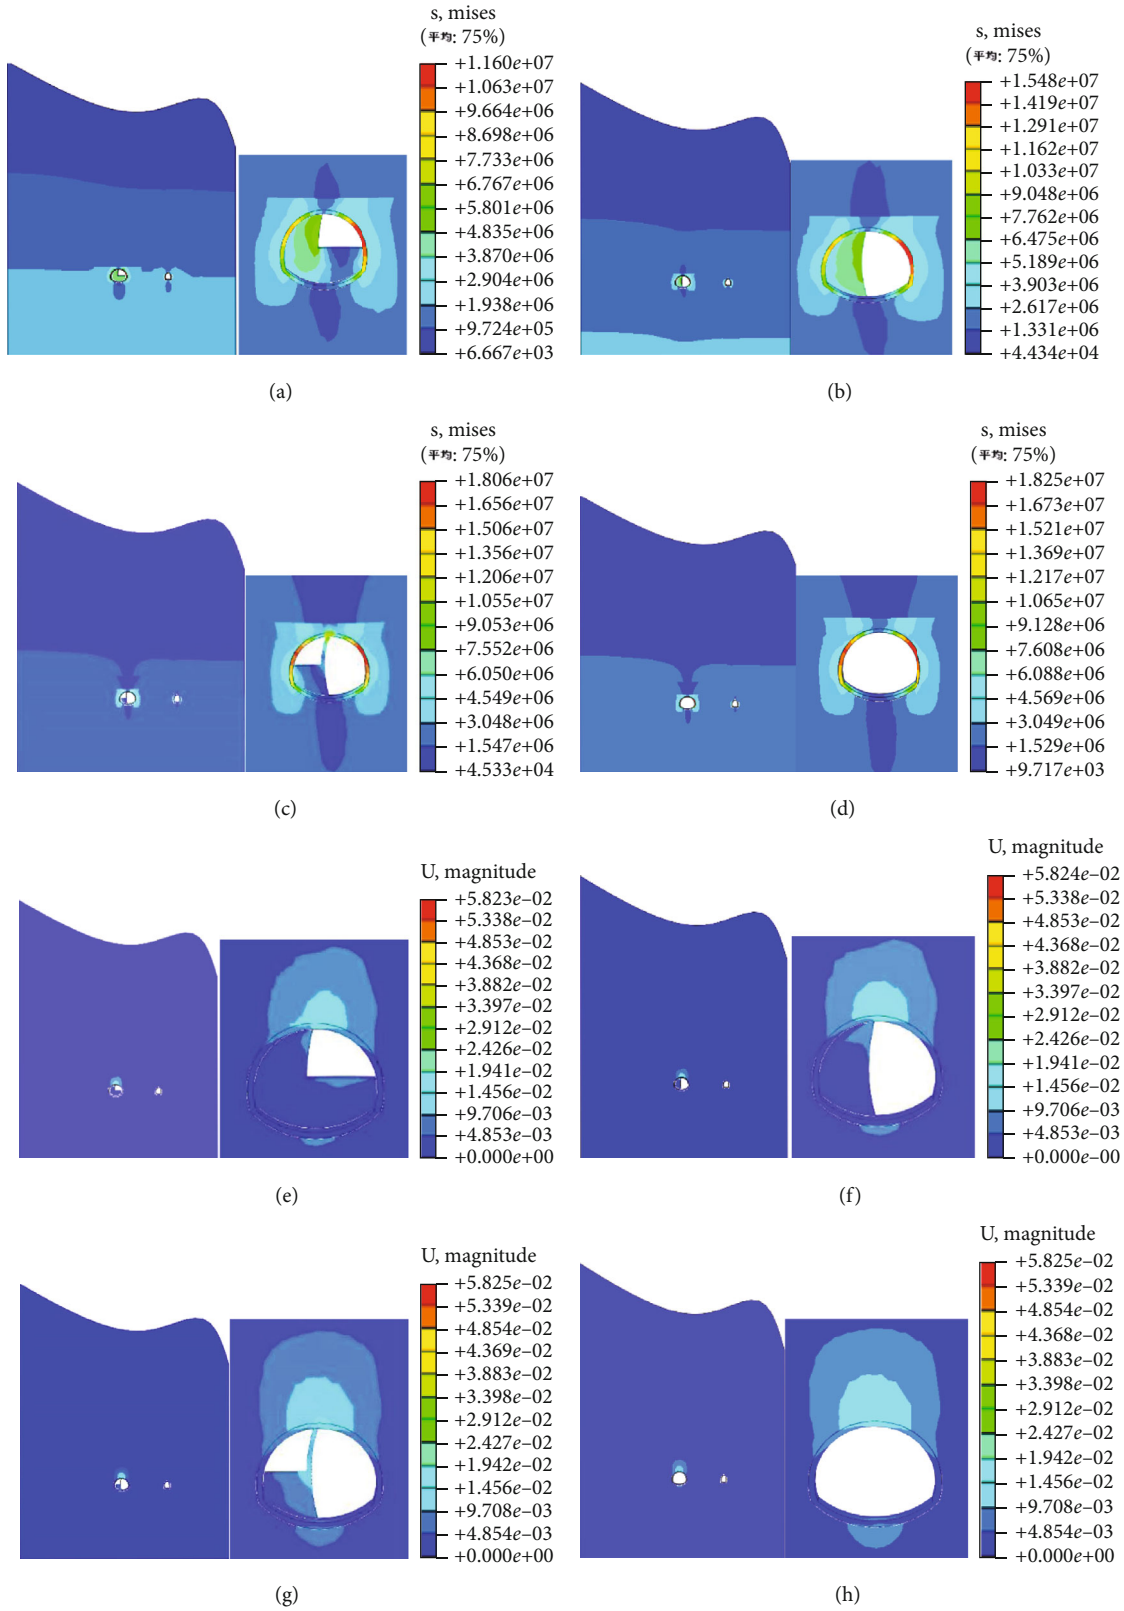 s, mises
(平均: 75%)
+1.160e+07
+1.063e+07
+9.664e+06
+8.698e+06
+7.733e+06
+6.767e+06
+5.801e+06
+4.835e+06
+3.870e+06
+2.904e+06
+1.938e+06
+9.724e+05
+6.667e+03
(a)
s, mises
(平均: 75%)
+1.548e+07
+1.419e+07
+1.291e+07
+1.162e+07
+1.033e+07
+9.048e+06
+7.762e+06
+6.475e+06
+5.189e+06
+3.903e+06
+2.617e+06
+1.331e+06
+4.434e+04
(b)
s, mises
(平均: 75%)
+1.806e+07
+1.656e+07
+1.506e+07
+1.356e+07
+1.206e+07
+1.055e+07
+9.053e+06
+7.552e+06
+6.050e+06
+4.549e+06
+3.048e+06
+1.547e+06
+4.533e+04
(c)
s, mises
(平均: 75%)
+1.825e+07
+1.673e+07
+1.521e+07
+1.369e+07
+1.217e+07
+1.065e+07
+9.128e+06
+7.608e+06
+6.088e+06
+4.569e+06
+3.049e+06
+1.529e+06
+9.717e+03
(d)
U, magnitude
+5.823e–02
+5.338e–02
+4.853e–02
+4.368e–02
+3.882e–02
+3.397e–02
+2.912e–02
+2.426e–02
+1.941e–02
+1.456e–02
+9.706e–03
+4.853e–03
+0.000e+00
(e)
U, magnitude
+5.824e–02
+5.338e–02
+4.853e–02
+4.368e–02
+3.882e–02
+3.397e–02
+2.912e–02
+2.426e–02
+1.941e–02
+1.456e–02
+9.706e–03
+4.853e–03
+0.000e–00
(f)
U, magnitude
+5.825e–02
+5.339e–02
+4.854e–02
+4.369e–02
+3.883e–02
+3.398e–02
+2.912e–02
+2.427e–02
+1.942e–02
+1.456e–02
+9.708e–03
+4.854e–03
+0.000e+00
(g)
U, magnitude
+5.825e–02
+5.339e–02
+4.854e–02
+4.368e–02
+3.883e–02
+3.398e–02
+2.912e–02
+2.427e–02
+1.942e–02
+1.456e–02
+9.708e–03
+4.854e–03
+0.000e+00
(h)